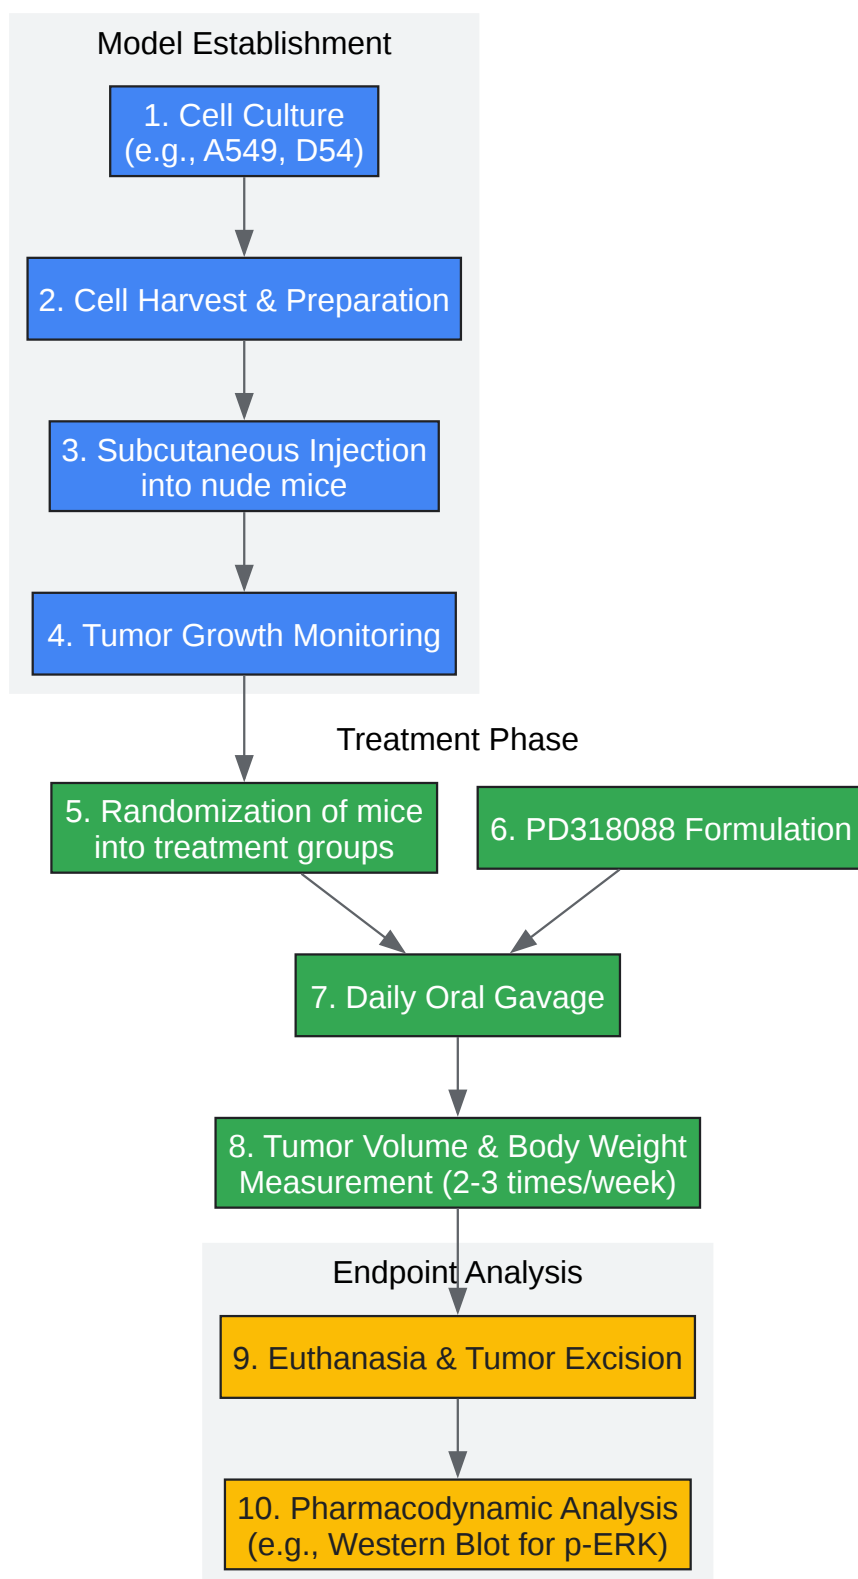 Model Establishment
1. Cell Culture
(e.g., A549, D54)
2. Cell Harvest & Preparation
3. Subcutaneous Injection
into nude mice
4. Tumor Growth Monitoring
Treatment Phase
5. Randomization of mice
into treatment groups
6. PD318088 Formulation
7. Daily Oral Gavage
8. Tumor Volume & Body Weight
Measurement (2-3 times/week)
Endpoint Analysis
9. Euthanasia & Tumor Excision
10. Pharmacodynamic Analysis
(e.g., Western Blot for p-ERK)